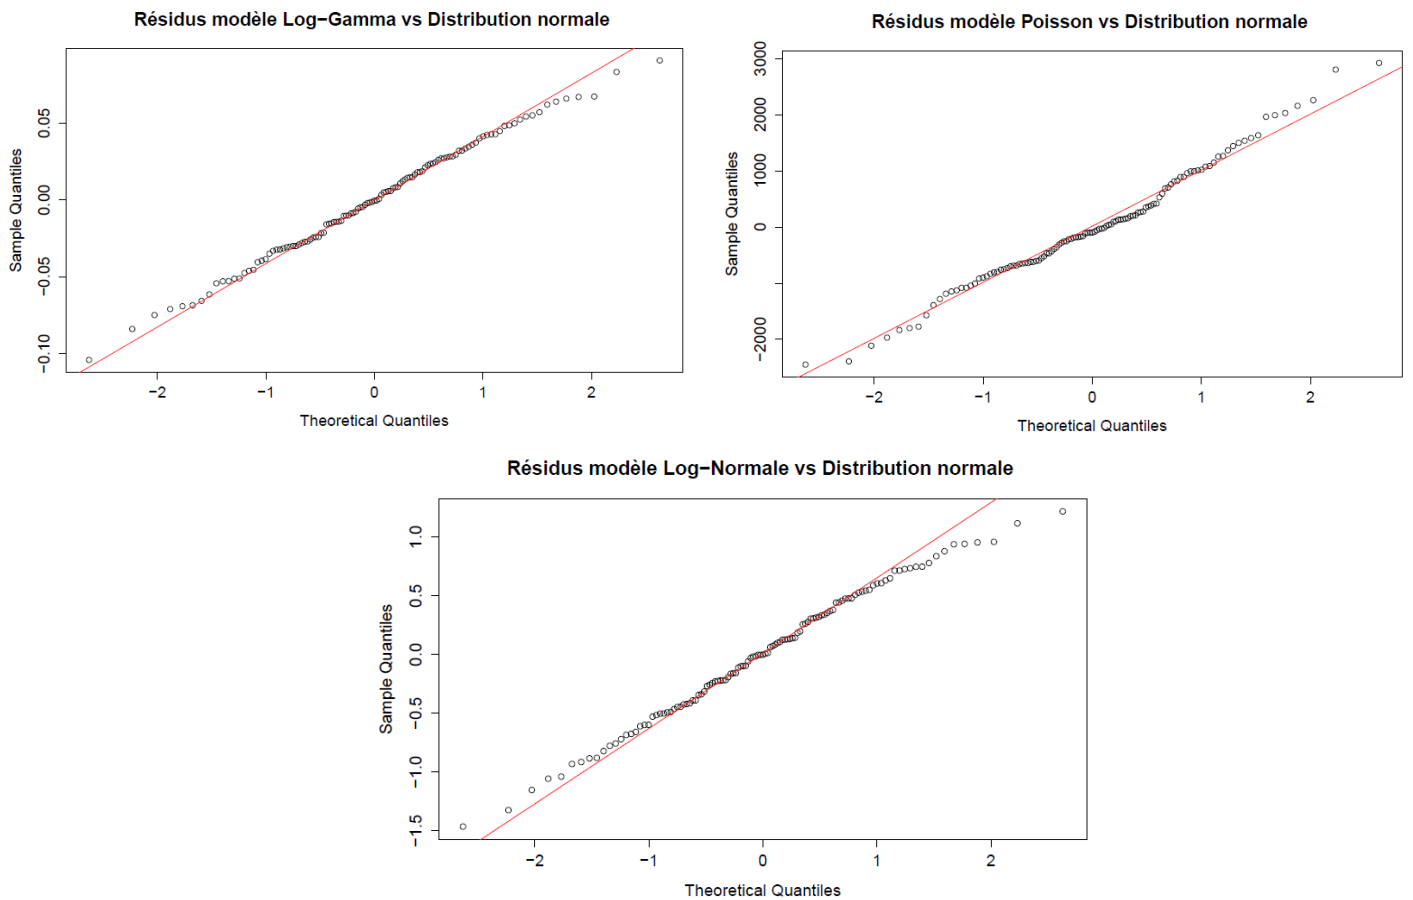 Résidus modèle Log−Gamma vs Distribution normale
Sample Quantiles
0.05
0.00
−0.05
−0.10
−2 −1 0 1 2
Theoretical Quantiles
Résidus modèle Poisson vs Distribution normale
Sample Quantiles
3000
2000
1000
0
−2000
−2 −1 0 1 2
Theoretical Quantiles
Résidus modèle Log−Normale vs Distribution normale
Sample Quantiles
1.0
0.5
0.0
−0.5
−1.0
−1.5
−2 −1 0 1 2
Theoretical Quantiles